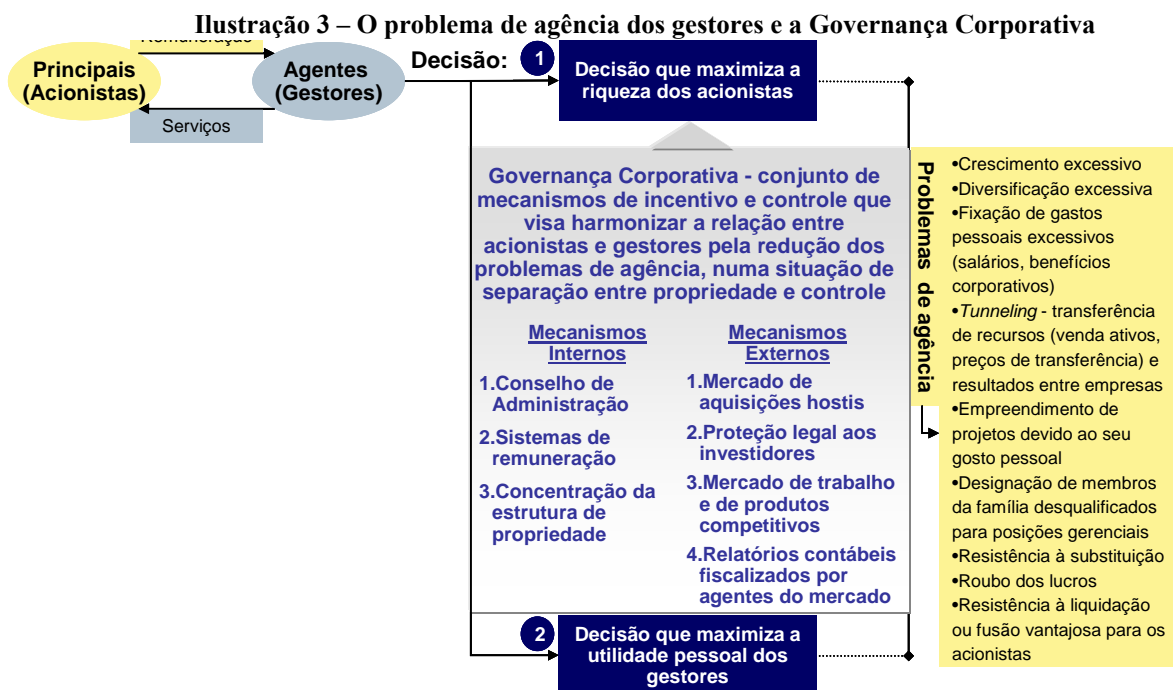 Ilustração 3 – O problema de agência dos gestores e a Governança Corporativa
Remuneração
Principais
(Acionistas)
Agentes
(Gestores)
Serviços
Decisão:
1
Decisão que maximiza a
riqueza dos acionistas
Governança Corporativa - conjunto de
mecanismos de incentivo e controle que
visa harmonizar a relação entre
acionistas e gestores pela redução dos
problemas de agência, numa situação de
separação entre propriedade e controle
Mecanismos
Internos
1.Conselho de
Administração
2.Sistemas de
remuneração
3.Concentração da
estrutura de
propriedade
Mecanismos
Externos
1.Mercado de
aquisições hostis
2.Proteção legal aos
investidores
3.Mercado de trabalho
e de produtos
competitivos
4.Relatórios contábeis
fiscalizados por
agentes do mercado
2
Decisão que maximiza a
utilidade pessoal dos
gestores
Problemas de agência
•Crescimento excessivo
•Diversificação excessiva
•Fixação de gastos
pessoais excessivos
(salários, benefícios
corporativos)
•Tunneling - transferência
de recursos (venda ativos,
preços de transferência) e
resultados entre empresas
•Empreendimento de
projetos devido ao seu
gosto pessoal
•Designação de membros
da família desqualificados
para posições gerenciais
•Resistência à substituição
•Roubo dos lucros
•Resistência à liquidação
ou fusão vantajosa para os
acionistas